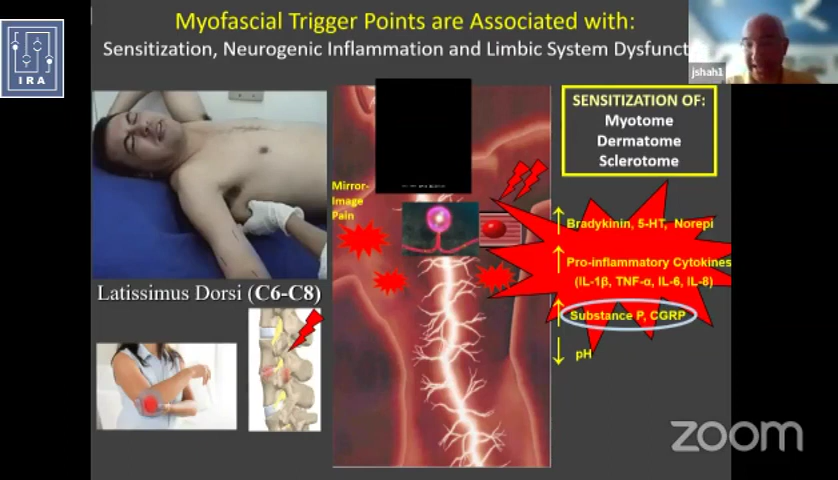 Myofascial Trigger Points are Associated with:
Sensitization, Neurogenic Inflammation and Limbic System Dysfunct
jshah1
IRA
SENSITIZATION OF:
Myotome
Dermatome
Sclerotome
Mirror-
Image
Pain
Bradykinin, 5-HT, Norepi
Pro-inflammatory Cytokines
(IL-1β, TNF-α, IL-6, IL-8)
Substance P, CGRP
pH
Latissimus Dorsi (C6-C8)
zoom